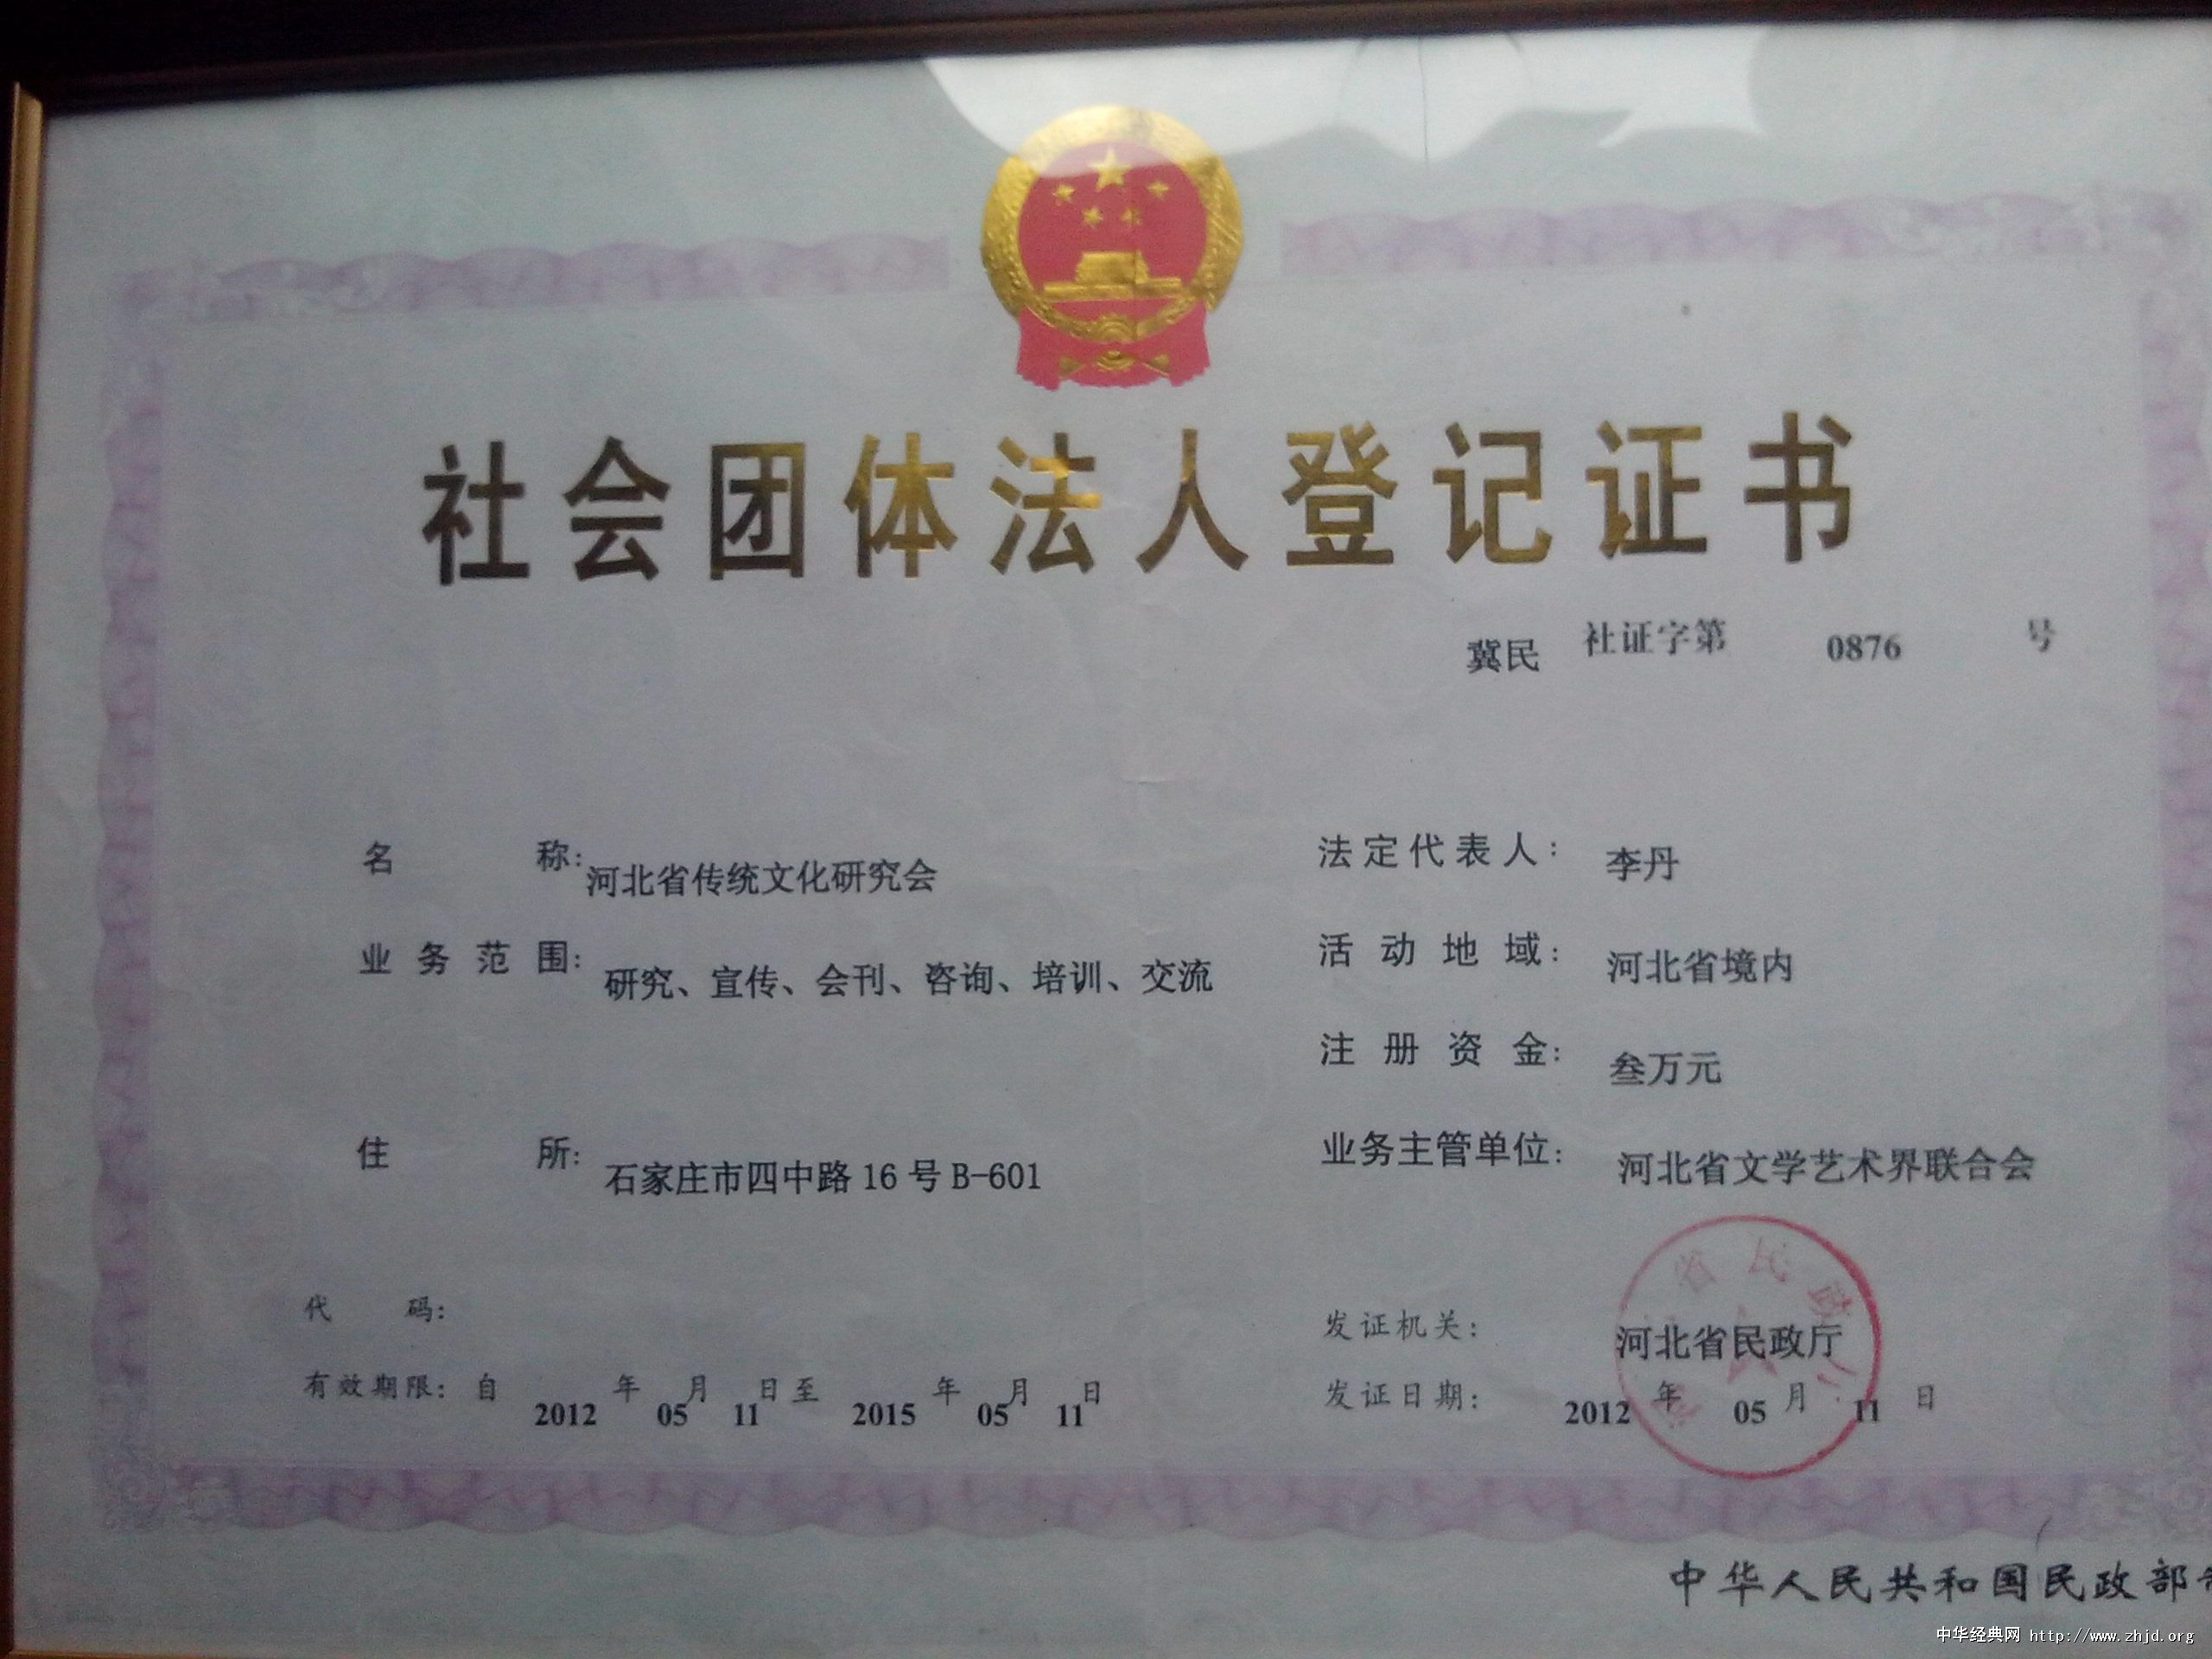 社会团体法人登记证书
冀民 社证字第 0876 号
名称：河北省传统文化研究会
法定代表人：李丹
业务范围：研究、宣传、会刊、咨询、培训、交流
活动地域：河北省境内
注册资金：叁万元
住所：石家庄市四中路16号B-601
业务主管单位：河北省文学艺术界联合会
代码：
发证机关：河北省民政厅
有效期限：自 2012 年 05 月 11 日至 2015 年 05 月 11 日
发证日期：2012 年 05 月 11 日
省民政厅
中华人民共和国民政部
中华经典网 http://www.zhjd.org